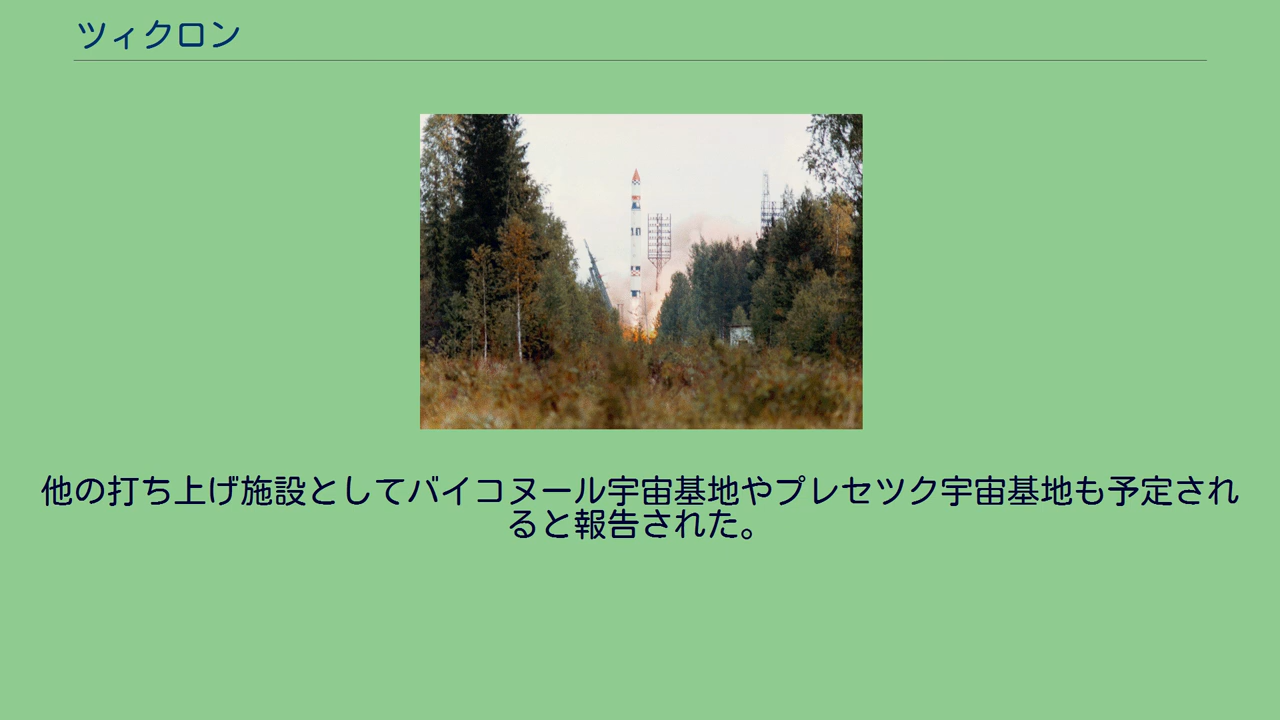 ツィクロン
他の打ち上げ施設としてバイコヌール宇宙基地やプレセツク宇宙基地も予定され
ると報告された。